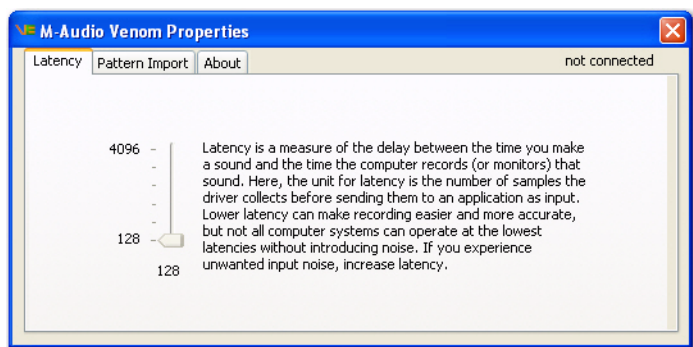 M-Audio Venom Properties
Latency Pattern Import About not connected
4096
128
128
Latency is a measure of the delay between the time you make
a sound and the time the computer records (or monitors) that
sound. Here, the unit for latency is the number of samples the
driver collects before sending them to an application as input.
Lower latency can make recording easier and more accurate,
but not all computer systems can operate at the lowest
latencies without introducing noise. If you experience
unwanted input noise, increase latency.